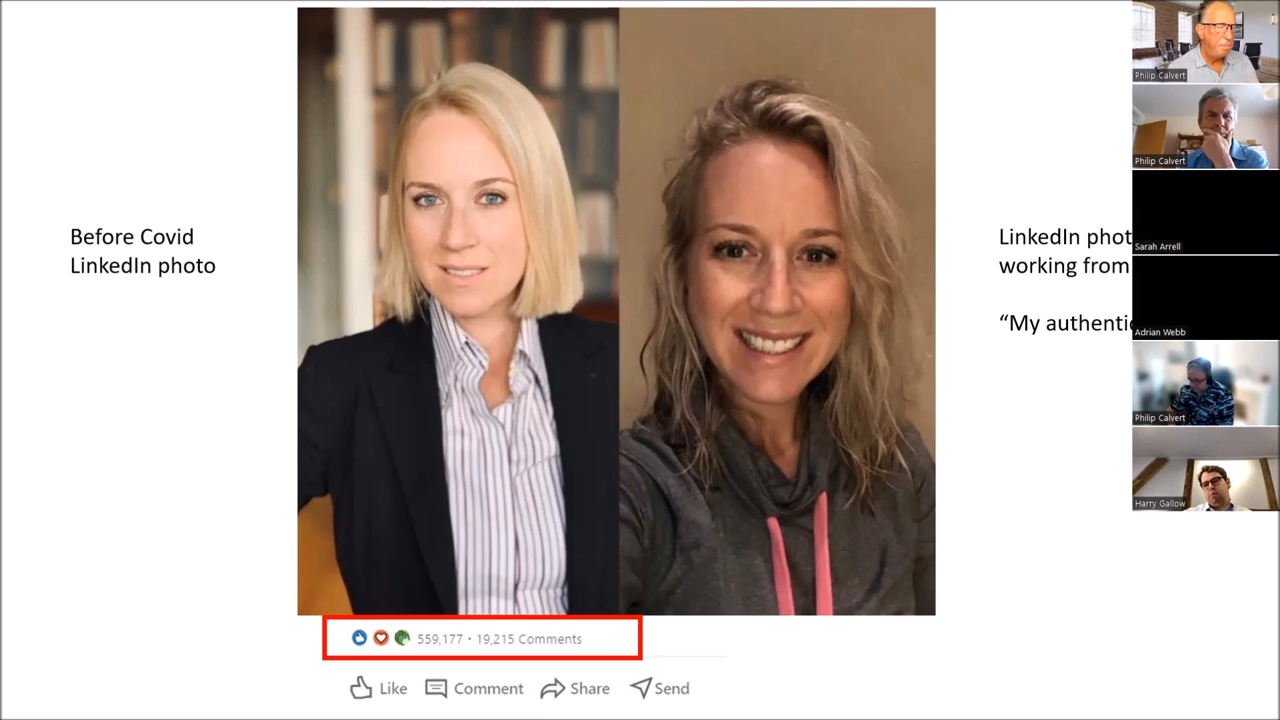 Before Covid
LinkedIn photo
LinkedIn phot
working from
“My authentic
559,177 • 19,215 Comments
Like Comment Share Send
Philip Calvert
Philip Calvert
Sarah Arrell
Adrian Webb
Philip Calvert
Harry Gallow